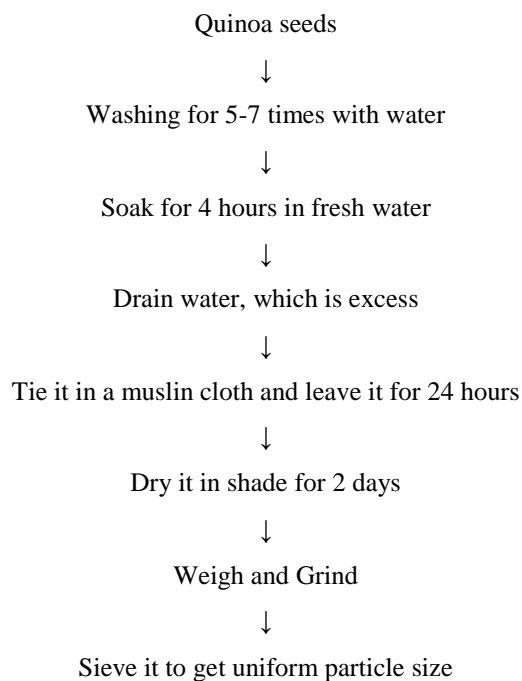 Quinoa seeds
↓
Washing for 5-7 times with water
↓
Soak for 4 hours in fresh water
↓
Drain water, which is excess
↓
Tie it in a muslin cloth and leave it for 24 hours
↓
Dry it in shade for 2 days
↓
Weigh and Grind
↓
Sieve it to get uniform particle size